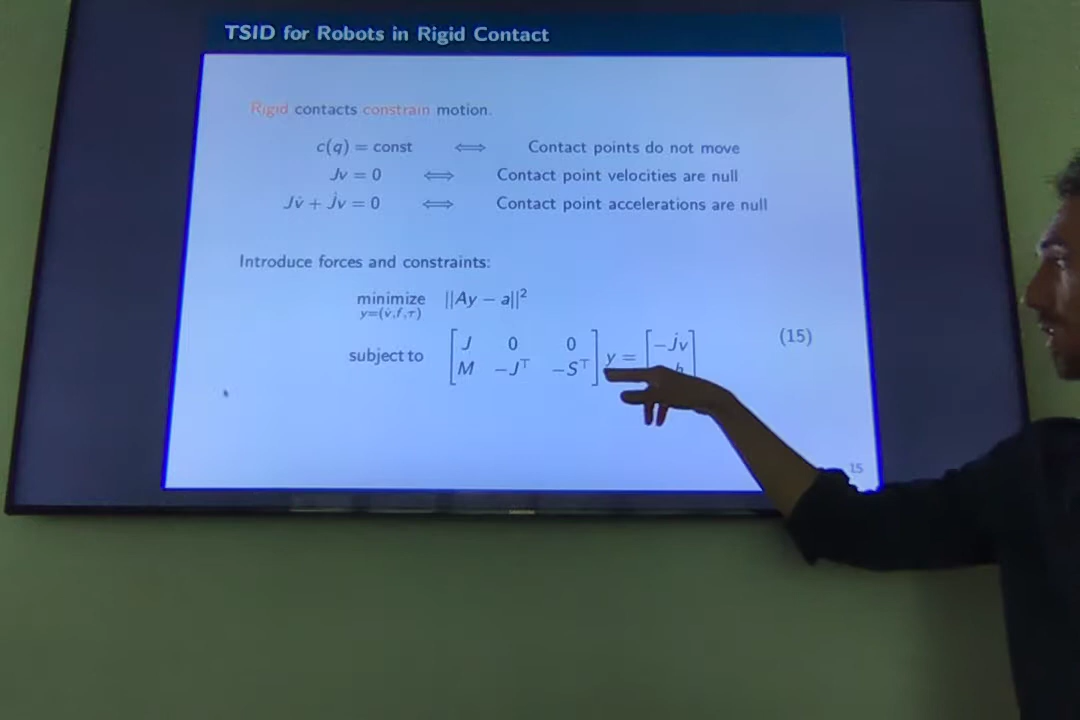 TSID for Robots in Rigid Contact
Rigid contacts constrain motion.
c(q) = const ⟺ Contact points do not move
Jv = 0 ⟺ Contact point velocities are null
Jv̇ + J̇v = 0 ⟺ Contact point accelerations are null
Introduce forces and constraints:
minimize ||Ay − a||²
y=(v̇,f,τ)
subject to [J 0 0; M −J⊤ −S⊤] y = [−J̇v; h] (15)
15